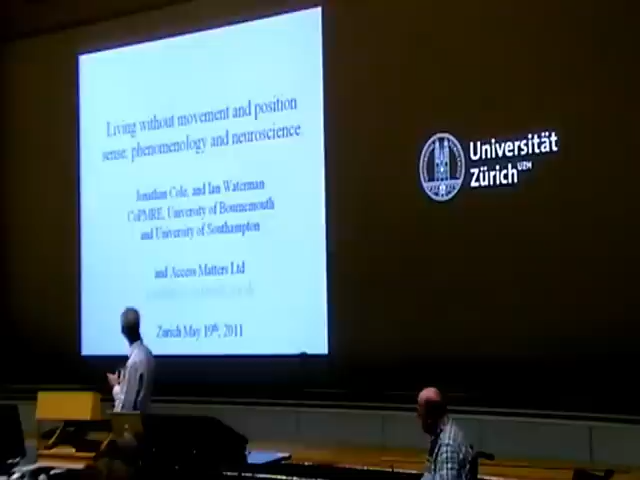 Living without movement and position
sense: phenomenology and neuroscience
Jonathan Cole, and Ian Waterman
CoPMRE, University of Bournemouth
and University of Southampton
and Access Matters Ltd
Zurich May 19th, 2011
Universität
Zürich UZH